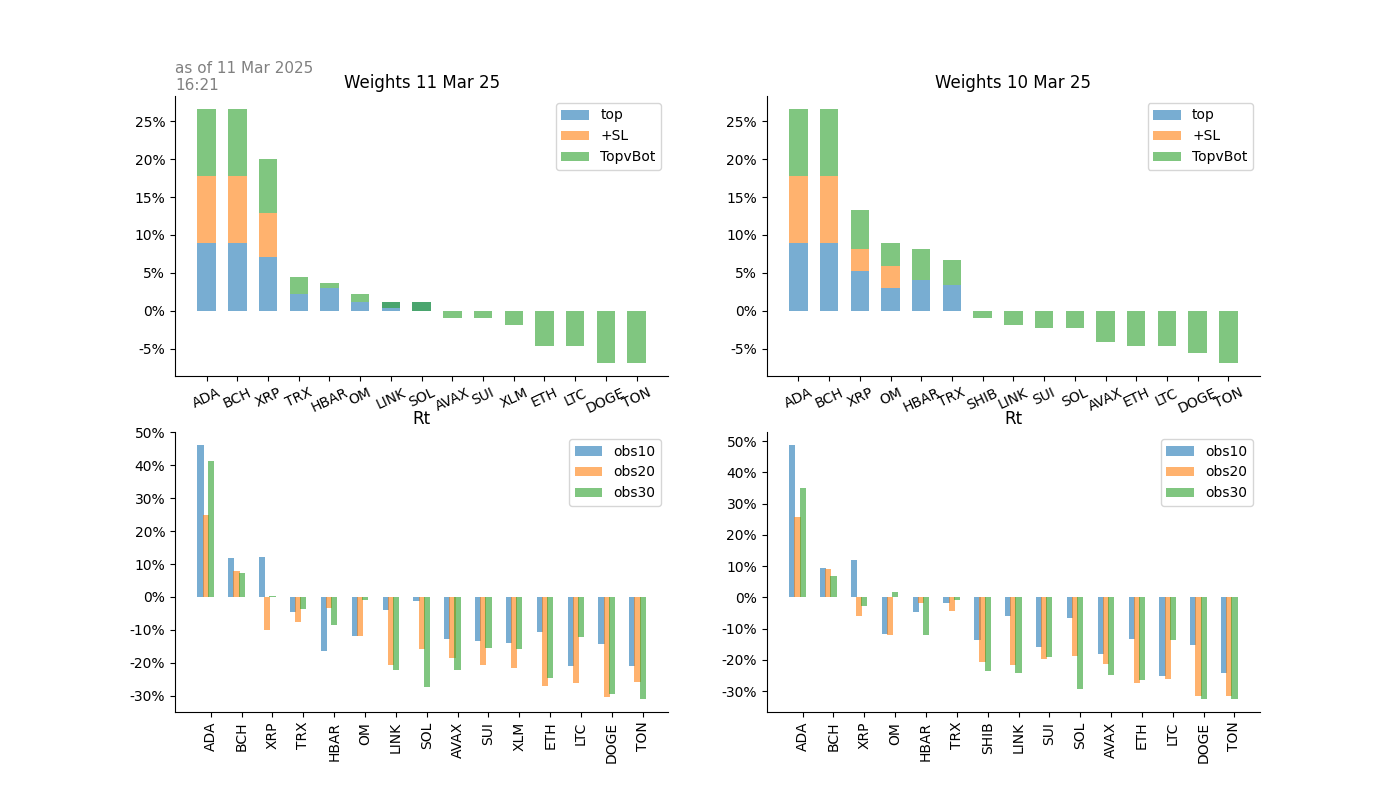 as of 11 Mar 2025
16:21
Weights 11 Mar 25
25%
20%
15%
10%
5%
0%
-5%
top
+SL
TopvBot
ADA BCH XRP TRX HBAR OM LINK SOL AVAX SUI XLM ETH LTC DOGE TON
Weights 10 Mar 25
25%
20%
15%
10%
5%
0%
-5%
top
+SL
TopvBot
ADA BCH XRP OM HBAR TRX SHIB LINK SUI SOL AVAX ETH LTC DOGE TON
Rt
50%
40%
30%
20%
10%
0%
-10%
-20%
-30%
obs10
obs20
obs30
ADA BCH XRP TRX HBAR OM LINK SOL AVAX SUI XLM ETH LTC DOGE TON
Rt
50%
40%
30%
20%
10%
0%
-10%
-20%
-30%
obs10
obs20
obs30
ADA BCH XRP OM HBAR TRX SHIB LINK SUI SOL AVAX ETH LTC DOGE TON